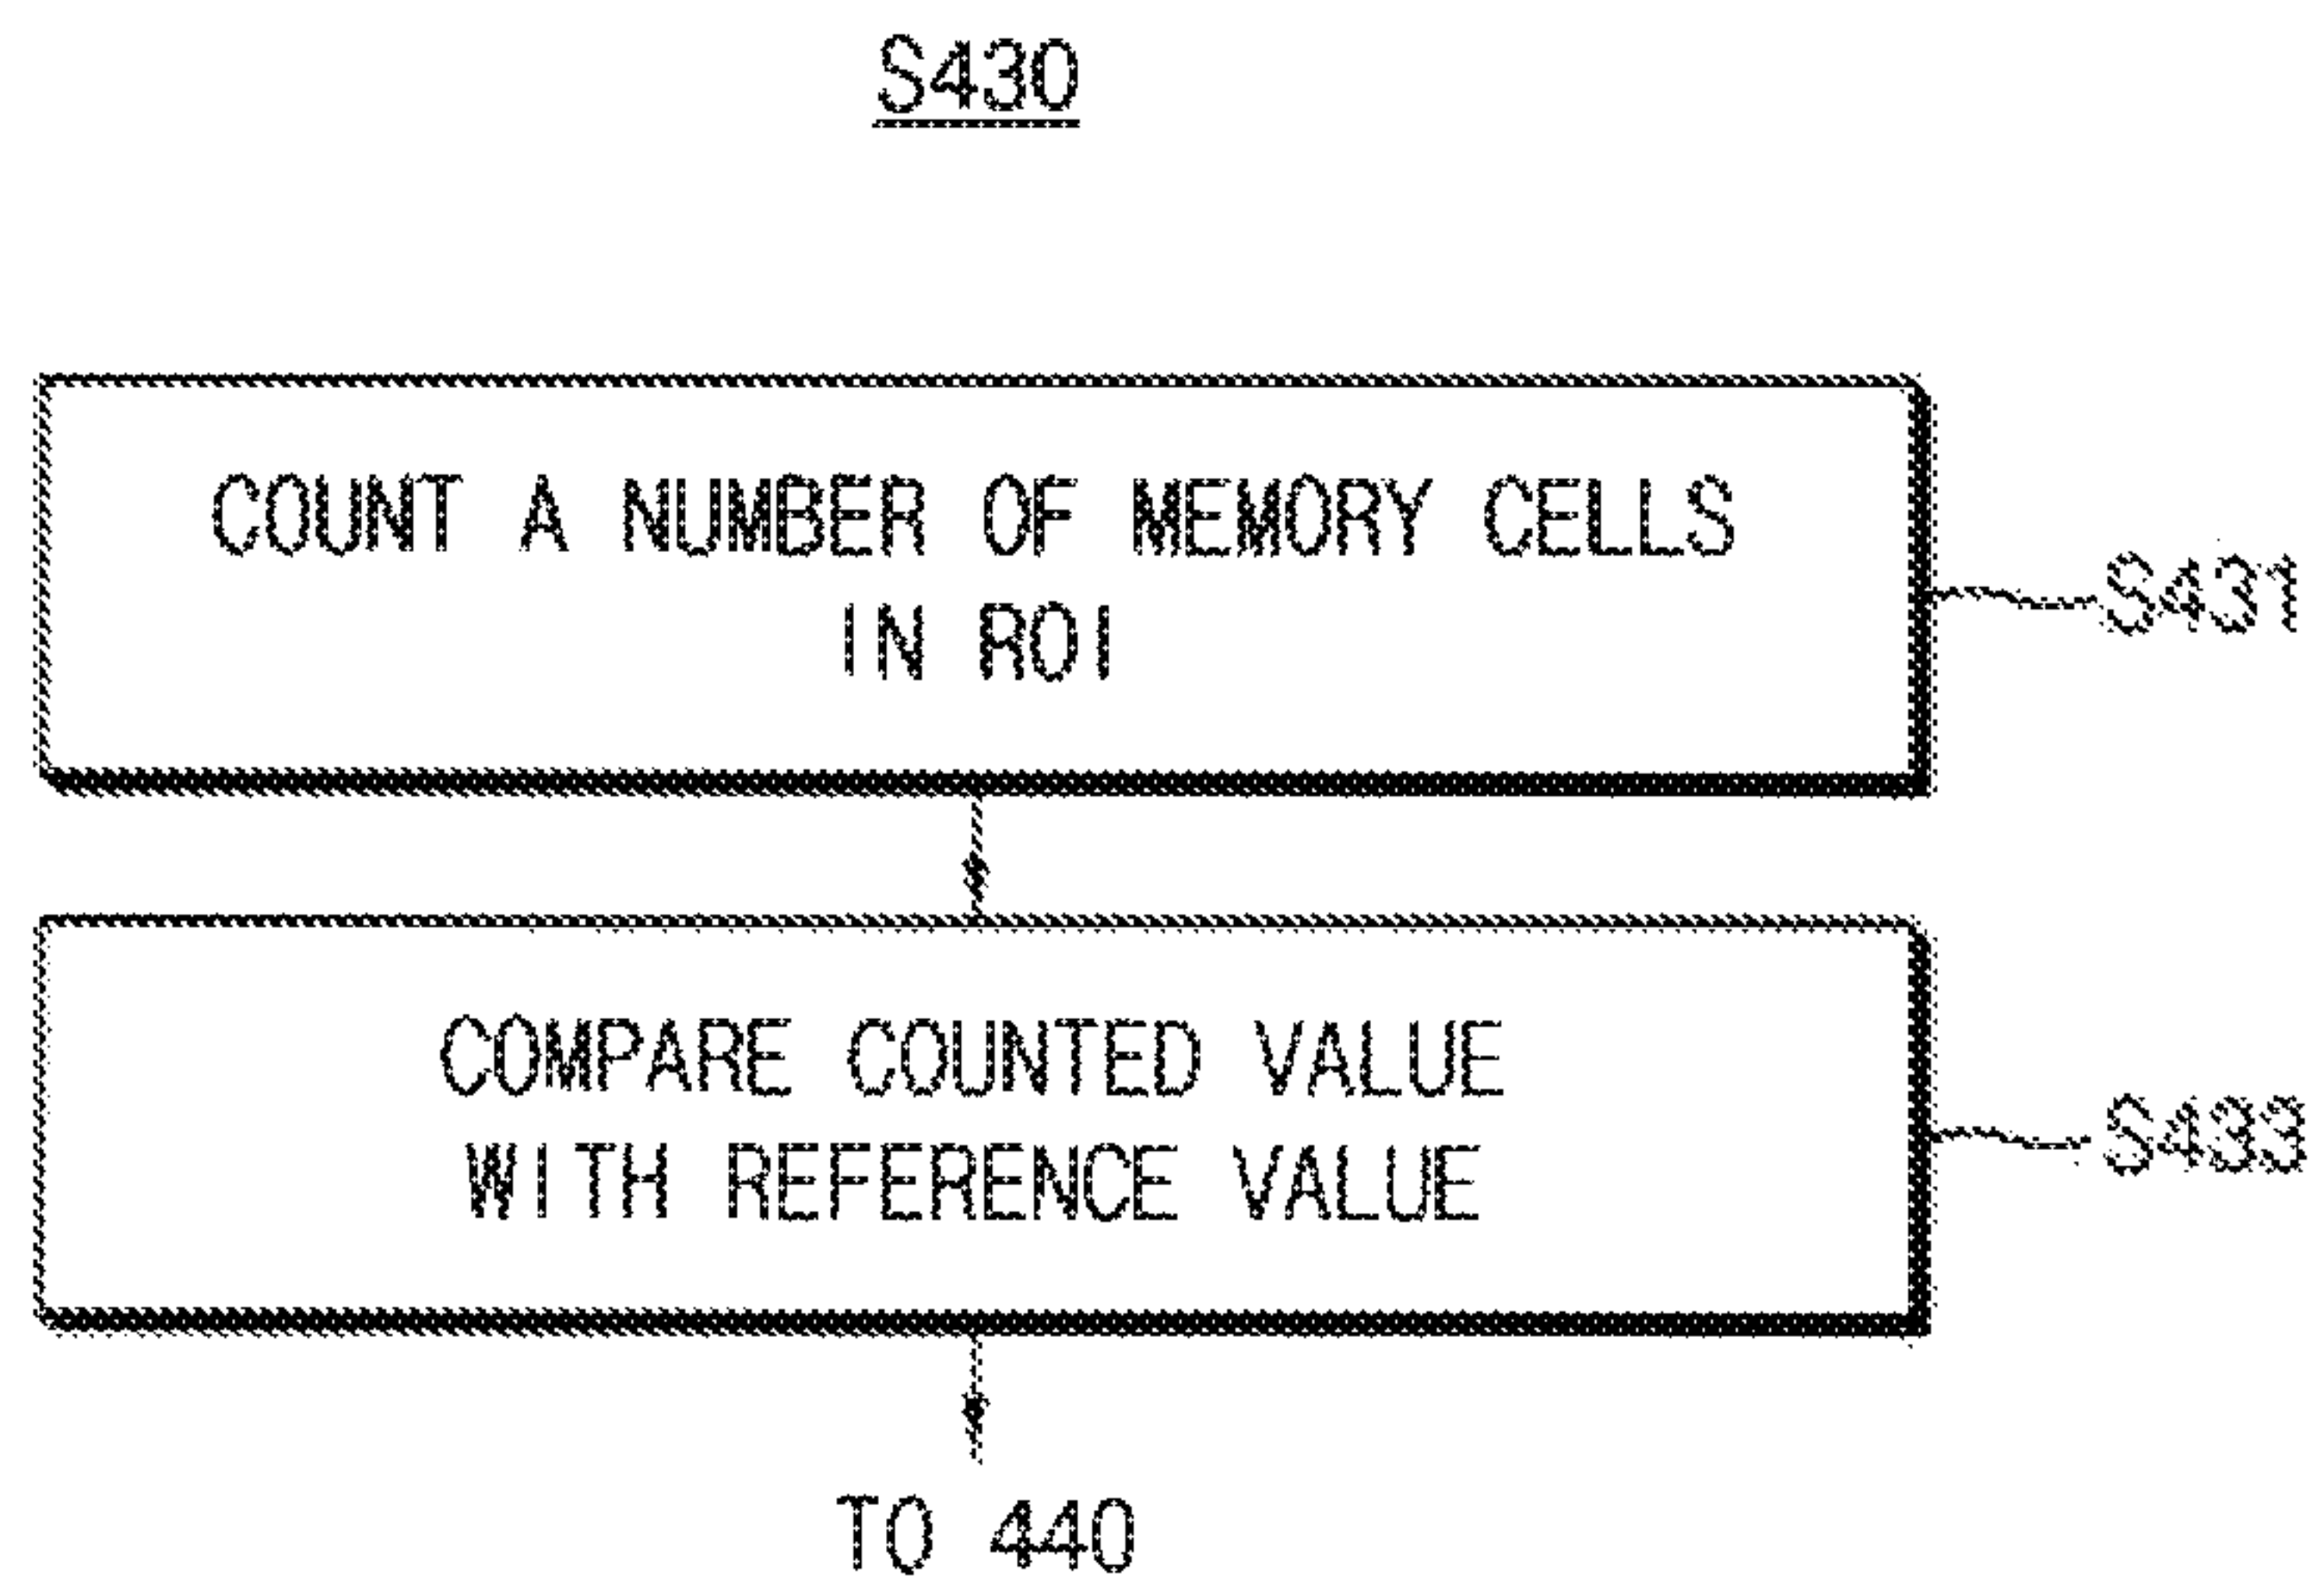 S430
COUNT A NUMBER OF MEMORY CELLS
IN ROI
S431
COMPARE COUNTED VALUE
WITH REFERENCE VALUE
S433
TO 440